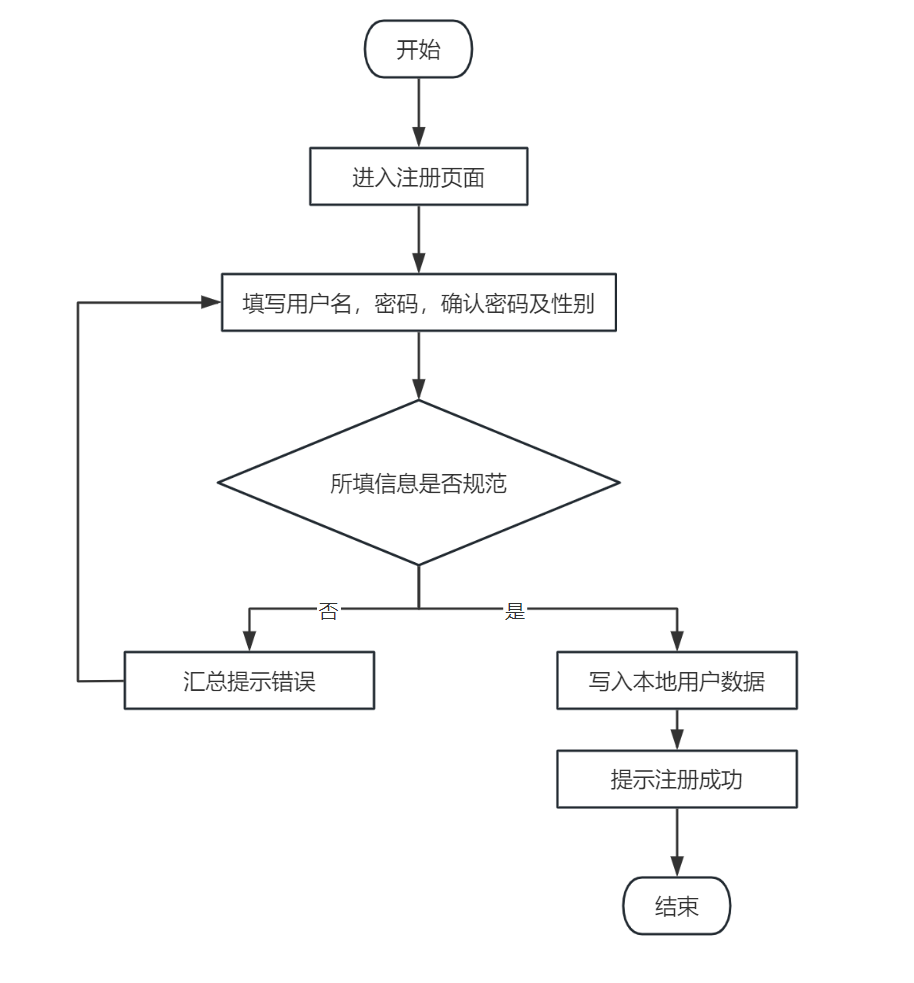 开始
进入注册页面
填写用户名，密码，确认密码及性别
所填信息是否规范
否
是
汇总提示错误
写入本地用户数据
提示注册成功
结束